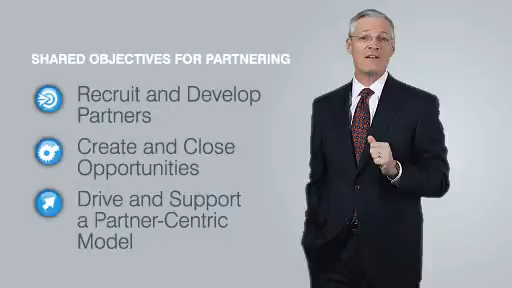 SHARED OBJECTIVES FOR PARTNERING
Recruit and Develop
Partners
Create and Close
Opportunities
Drive and Support
a Partner-Centric
Model